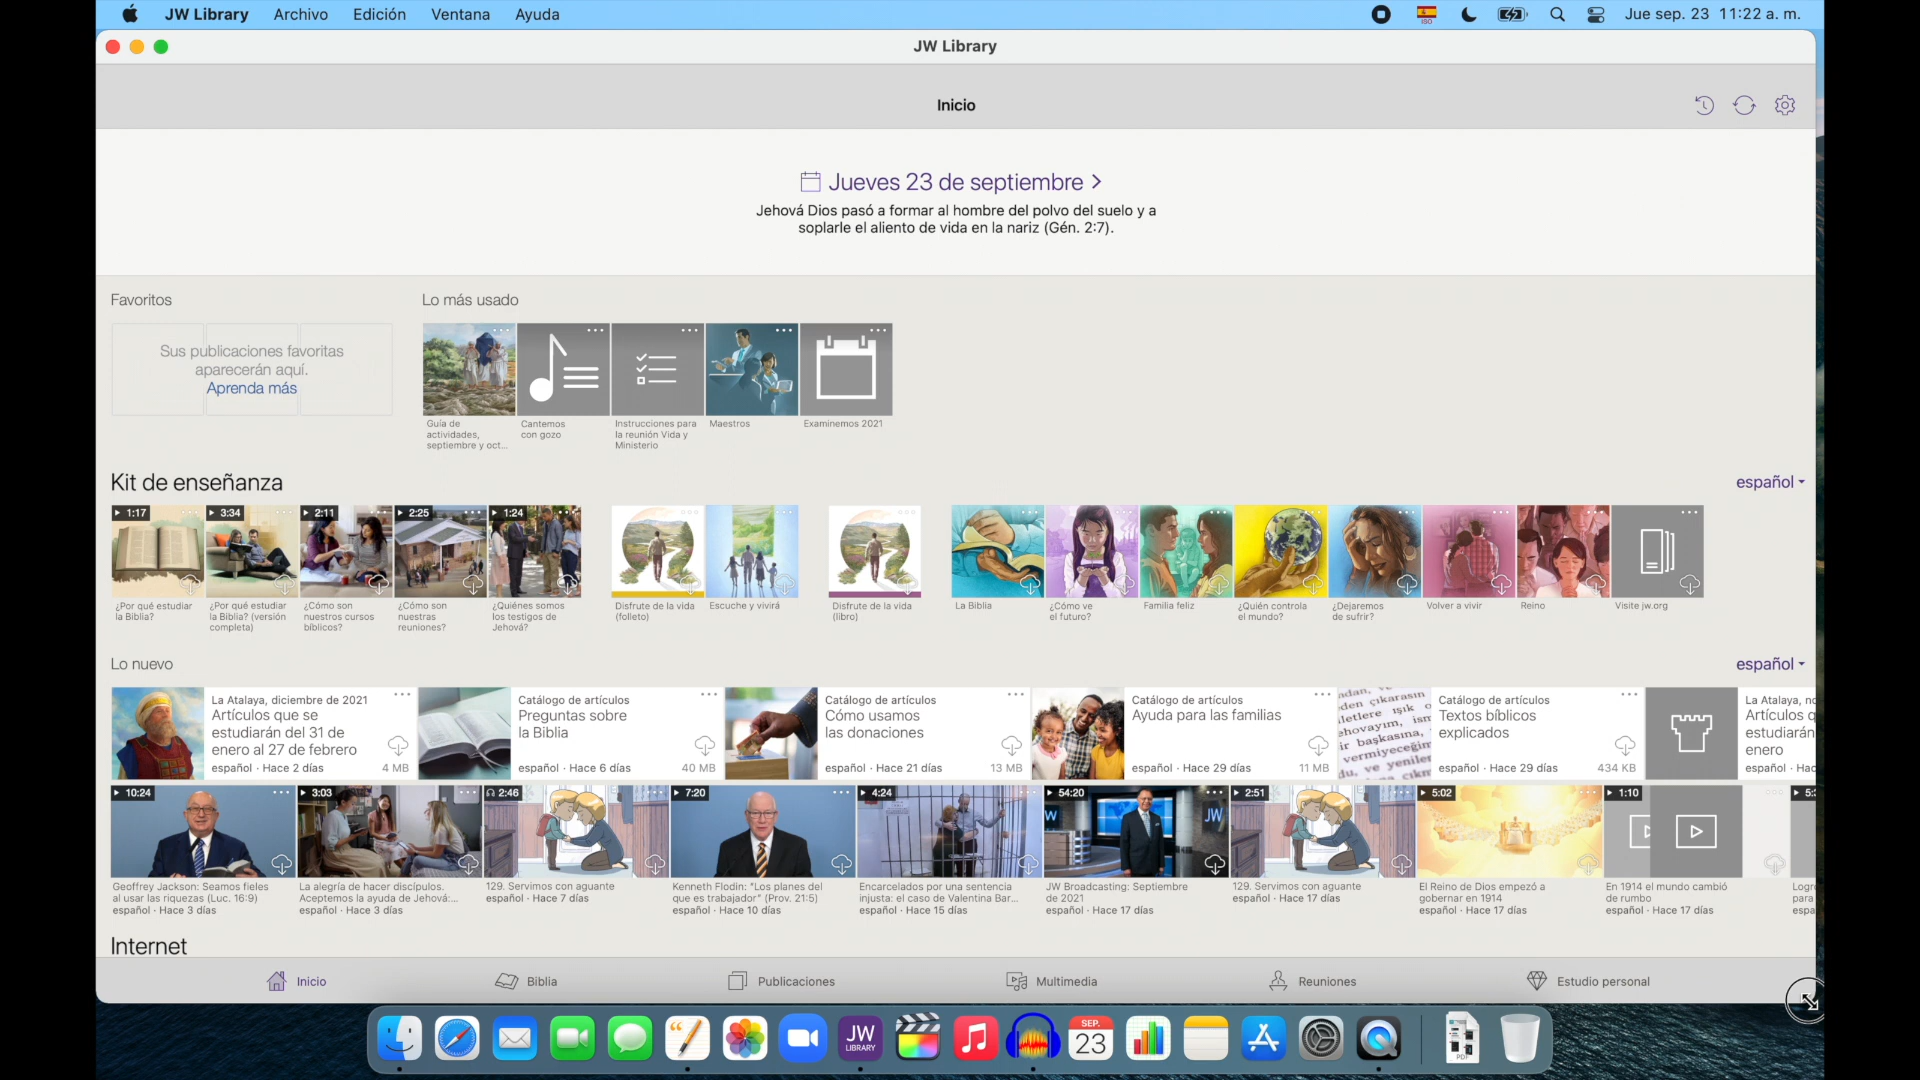 JW Library Archivo Edición Ventana Ayuda
ISO
Jue sep. 23 11:22 a. m.
JW Library
Inicio
Jueves 23 de septiembre
Jehová Dios pasó a formar al hombre del polvo del suelo y a
soplarle el aliento de vida en la nariz (Gén. 2:7).
Favoritos
Sus publicaciones favoritas
aparecerán aquí.
Aprenda más
Lo más usado
Guía de
actividades,
septiembre y oct...
Cantemos
con gozo
Instrucciones para
la reunión Vida y
Ministerio
Maestros
Examinemos 2021
Kit de enseñanza
español
1:17
¿Por qué estudiar
la Biblia?
3:34
¿Por qué estudiar
la Biblia? (versión
completa)
2:11
¿Cómo son
nuestros cursos
bíblicos?
2:25
¿Cómo son
nuestras
reuniones?
1:24
¿Quiénes somos
los testigos de
Jehová?
Disfrute de la vida
(folleto)
Escuche y vivirá
Disfrute de la vida
(libro)
La Biblia
¿Cómo ve
el futuro?
Familia feliz
¿Quién controla
el mundo?
¿Dejaremos
de sufrir?
Volver a vivir
Reino
Visite jw.org
Lo nuevo
español
La Atalaya, diciembre de 2021
Artículos que se
estudiarán del 31 de
enero al 27 de febrero
español · Hace 2 días
4 MB
Catálogo de artículos
Preguntas sobre
la Biblia
español · Hace 6 días
40 MB
Catálogo de artículos
Cómo usamos
las donaciones
español · Hace 21 días
13 MB
Catálogo de artículos
Ayuda para las familias
español · Hace 29 días
11 MB
Catálogo de artículos
Textos bíblicos
explicados
español · Hace 29 días
434 KB
La Atalaya, no
Artículos q
estudiarán
enero
español · Hac
10:24
Geoffrey Jackson: Seamos fieles
al usar las riquezas (Luc. 16:9)
español · Hace 3 días
3:03
La alegría de hacer discípulos.
Aceptemos la ayuda de Jehová:...
español · Hace 3 días
2:46
129. Servimos con aguante
español · Hace 7 días
7:20
Kenneth Flodin: "Los planes del
que es trabajador" (Prov. 21:5)
español · Hace 10 días
4:24
Encarcelados por una sentencia
injusta: el caso de Valentina Bar...
español · Hace 15 días
54:20
JW Broadcasting: Septiembre
de 2021
español · Hace 17 días
2:51
129. Servimos con aguante
español · Hace 17 días
5:02
El Reino de Dios empezó a
gobernar en 1914
español · Hace 17 días
1:10
En 1914 el mundo cambió
de rumbo
español · Hace 17 días
5:
Logr
para
espa
Internet
Inicio
Biblia
Publicaciones
Multimedia
Reuniones
Estudio personal
JW
LIBRARY
SEP.
23
PDF